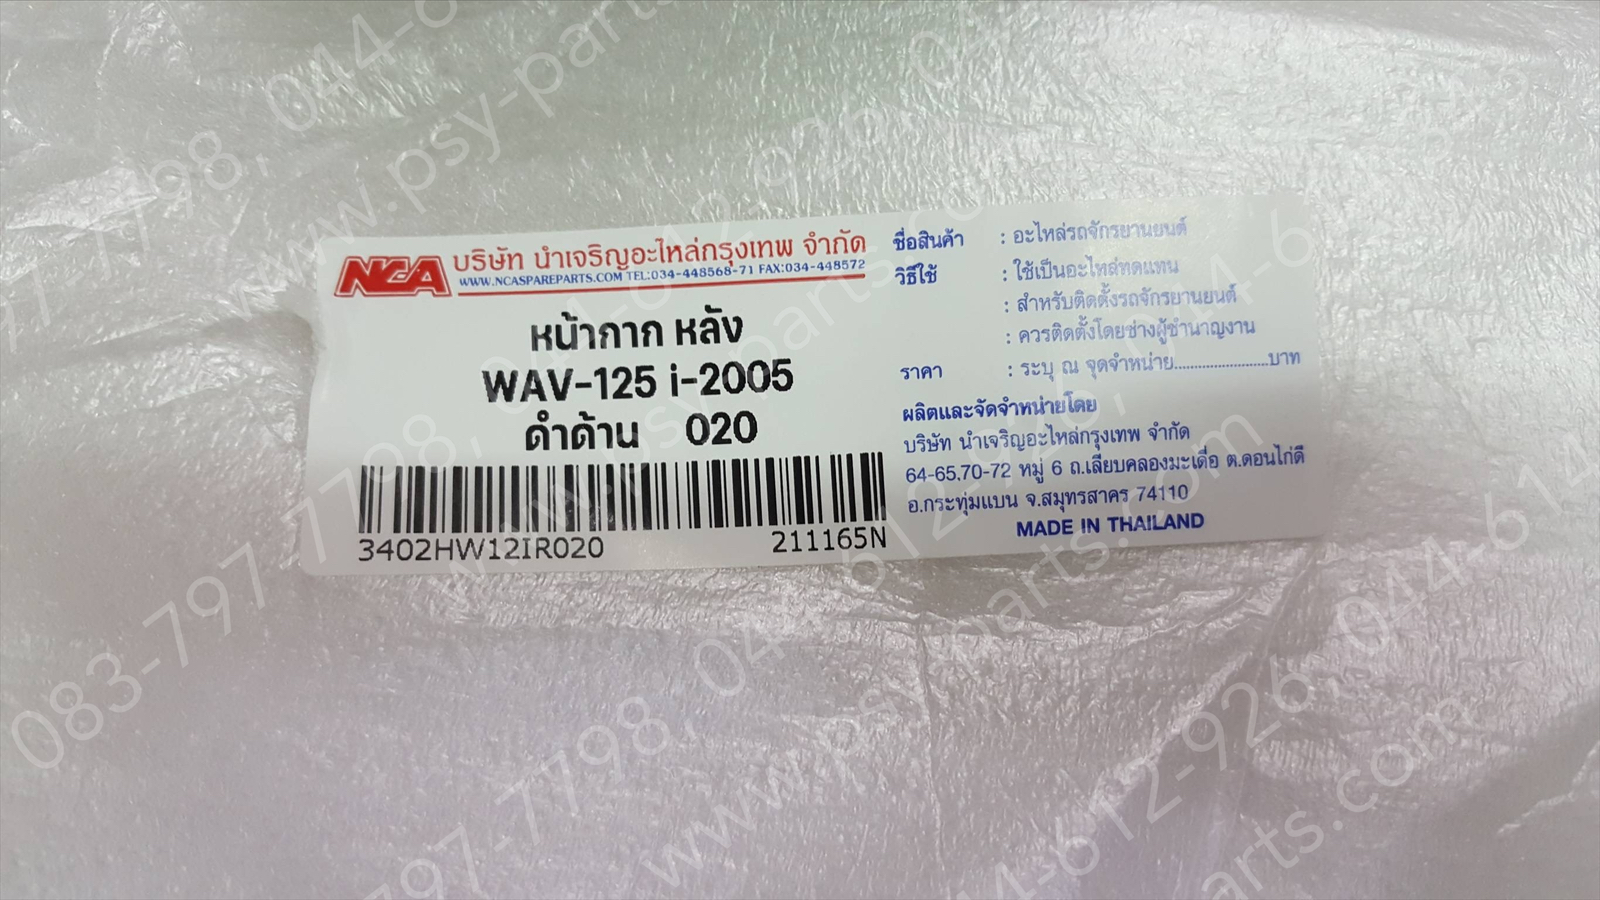 NCA
บริษัท นำเจริญอะไหล่กรุงเทพ จำกัด
WWW.NCASPAREPARTS.COM TEL:034-448568-71 FAX:034-448572
หน้ากาก หลัง
WAV-125 i-2005
ดำด้าน 020
3402HW12IR020 211165N
ชื่อสินค้า : อะไหล่รถจักรยานยนต์
วิธีใช้ : ใช้เป็นอะไหล่ทดแทน
: สำหรับติดตั้งรถจักรยานยนต์
: ควรติดตั้งโดยช่างผู้ชำนาญงาน
ราคา : ระบุ ณ จุดจำหน่าย........................บาท
ผลิตและจัดจำหน่ายโดย
บริษัท นำเจริญอะไหล่กรุงเทพ จำกัด
64-65,70-72 หมู่ 6 ถ.เลียบคลองมะเดื่อ ต.ดอนไก่ดี
อ.กระทุ่มแบน จ.สมุทรสาคร 74110
MADE IN THAILAND
083-797-7798, 044-612-926
www.psy-parts.com